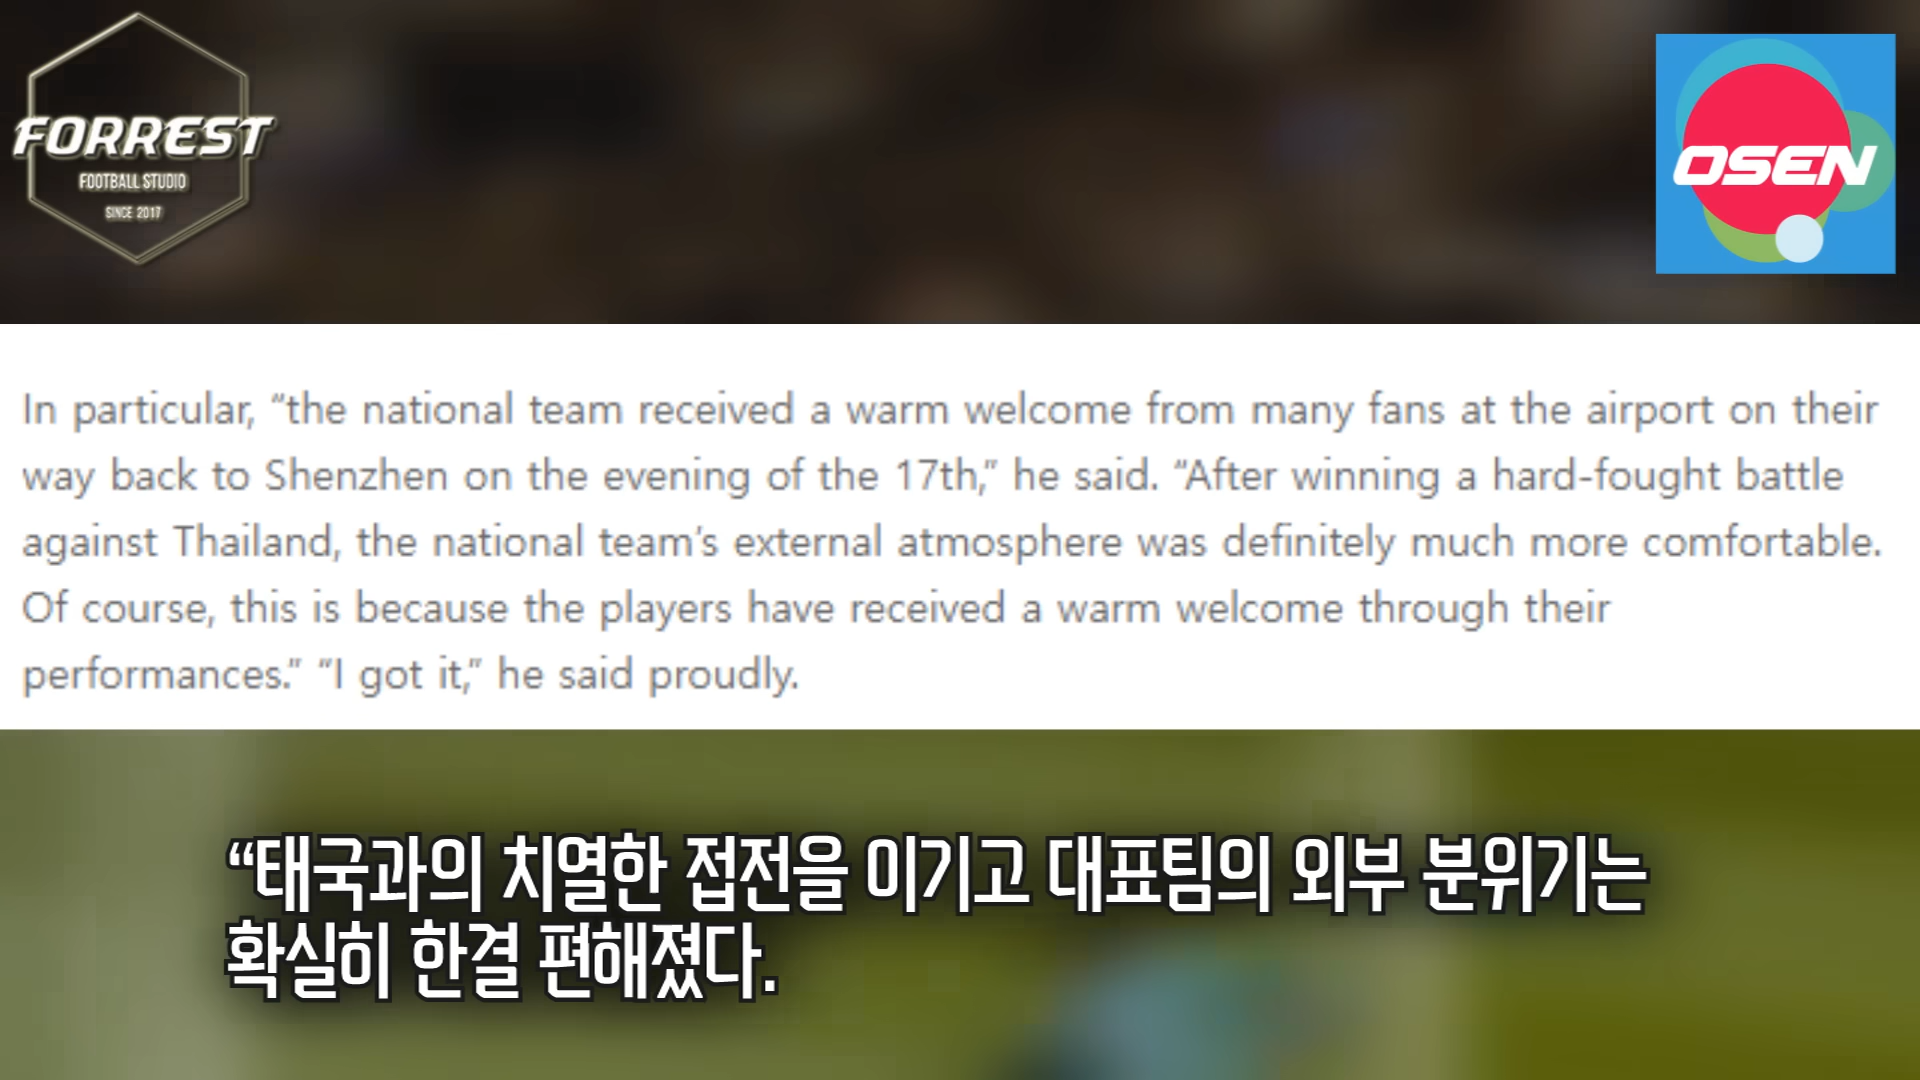 FORREST
FOOTBALL STUDIO
SINCE 2017
OSEN
In particular, “the national team received a warm welcome from many fans at the airport on their
way back to Shenzhen on the evening of the 17th,” he said. “After winning a hard-fought battle
against Thailand, the national team’s external atmosphere was definitely much more comfortable.
Of course, this is because the players have received a warm welcome through their
performances.” “I got it,” he said proudly.
“태국과의 치열한 접전을 이기고 대표팀의 외부 분위기는
확실히 한결 편해졌다.